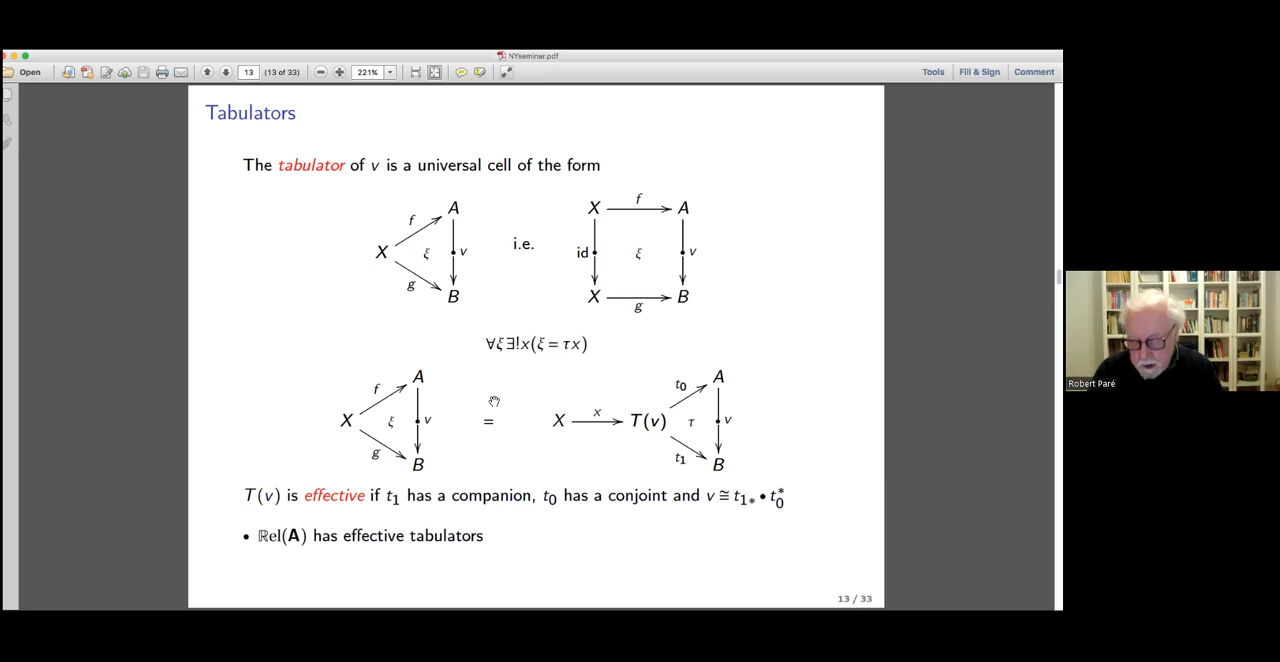 NYseminar.pdf
Open
13
(13 of 33)
221%
Tools
Fill & Sign
Comment
Tabulators
The tabulator of v is a universal cell of the form
X f A ξ v g B
i.e.
X f A id ξ v X g B
∀ξ∃!x(ξ = τx)
X f A ξ v g B
=
X x T(v) t₀ A τ v t₁ B
T(v) is effective if t₁ has a companion, t₀ has a conjoint and v ≅ t₁⁎ • t₀*
• ℝel(A) has effective tabulators
13 / 33
Robert Paré